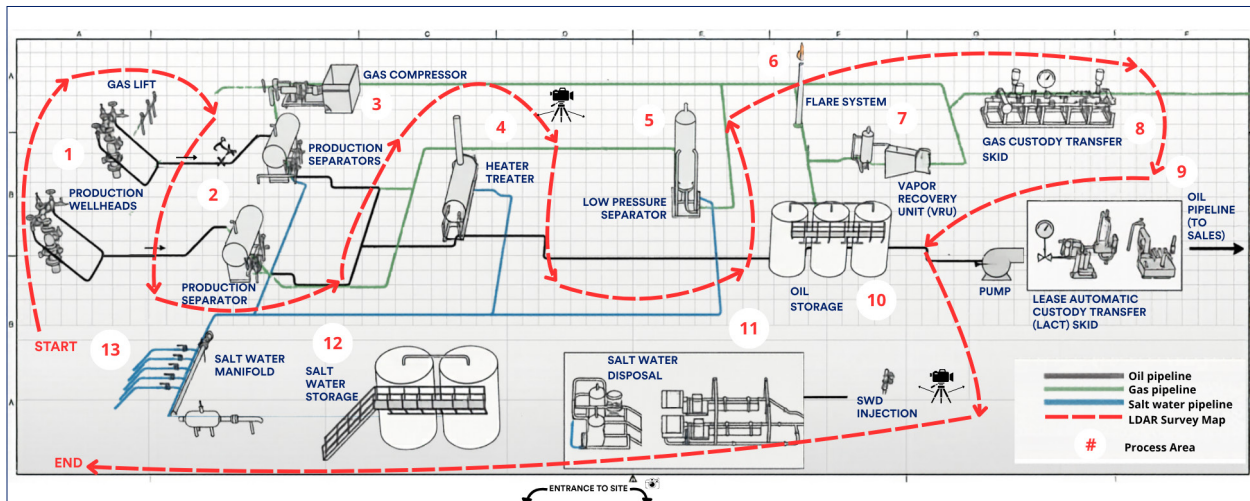 A
B
C
D
E
F
G
E
F
A
B
B
A
1
GAS LIFT
PRODUCTION
WELLHEADS
2
GAS COMPRESSOR
3
PRODUCTION
SEPARATORS
PRODUCTION
SEPARATOR
4
HEATER
TREATER
5
LOW PRESSURE
SEPARATOR
6
FLARE SYSTEM
7
VAPOR
RECOVERY
UNIT (VRU)
GAS CUSTODY TRANSFER
SKID
8
9
OIL
PIPELINE
(TO
SALES)
OIL
STORAGE
10
PUMP
LEASE AUTOMATIC
CUSTODY TRANSFER
(LACT) SKID
START
13
SALT WATER
MANIFOLD
12
SALT
WATER
STORAGE
11
SALT WATER
DISPOSAL
SWD
INJECTION
END
Oil pipeline
Gas pipeline
Salt water pipeline
LDAR Survey Map
# Process Area
ENTRANCE TO SITE